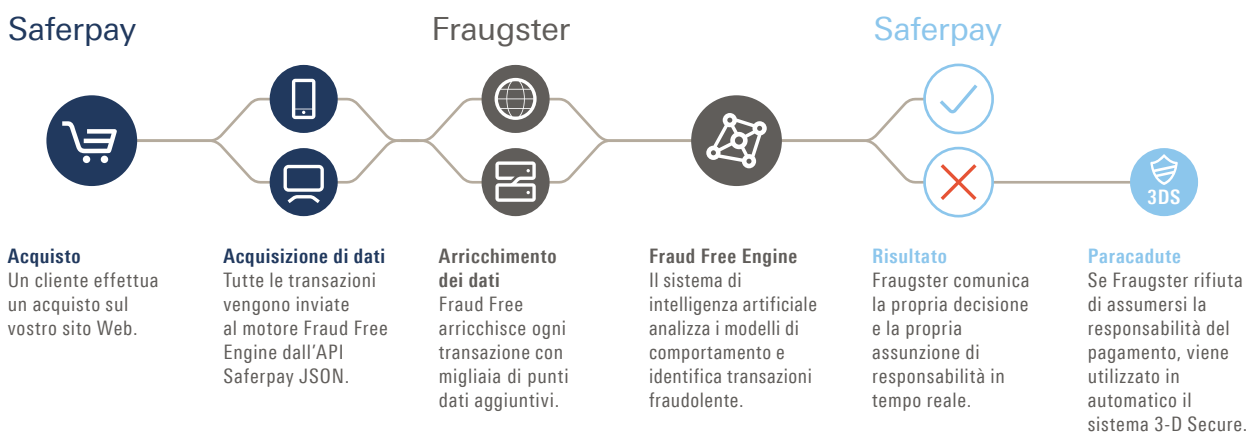 Saferpay
Fraugster
Saferpay
3DS
Acquisto
Un cliente effettua
un acquisto sul
vostro sito Web.
Acquisizione di dati
Tutte le transazioni
vengono inviate
al motore Fraud Free
Engine dall’API
Saferpay JSON.
Arricchimento
dei dati
Fraud Free
arricchisce ogni
transazione con
migliaia di punti
dati aggiuntivi.
Fraud Free Engine
Il sistema di
intelligenza artificiale
analizza i modelli di
comportamento e
identifica transazioni
fraudolente.
Risultato
Fraugster comunica
la propria decisione
e la propria
assunzione di
responsabilità in
tempo reale.
Paracadute
Se Fraugster rifiuta
di assumersi la
responsabilità del
pagamento, viene
utilizzato in
automatico il
sistema 3-D Secure.